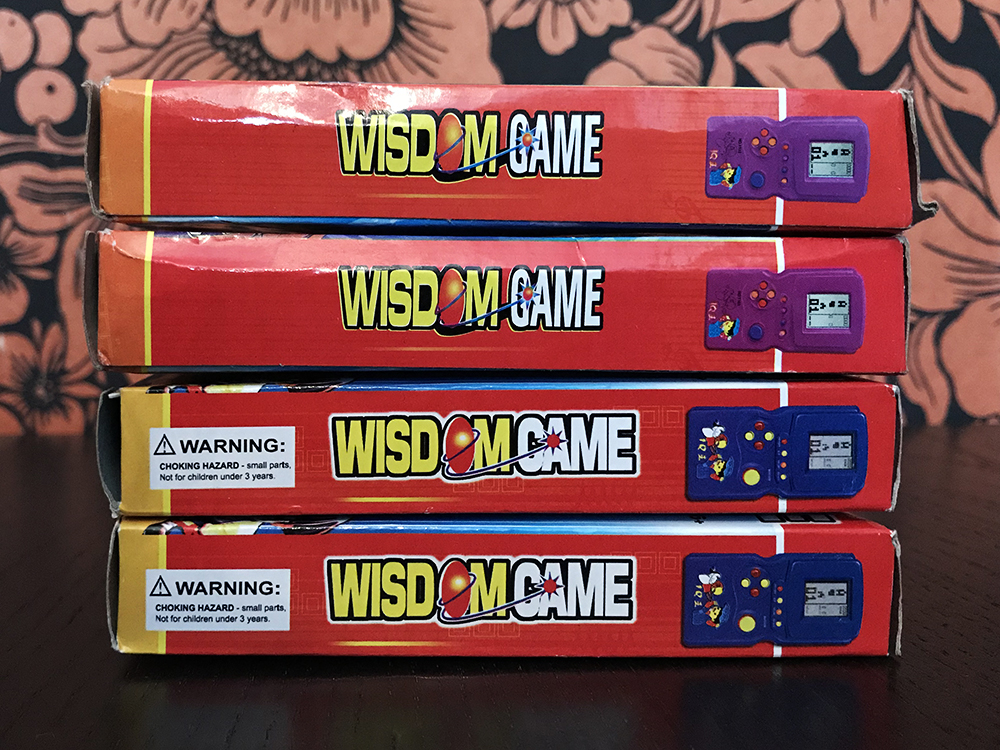 WISDOM GAME
WISDOM GAME
WARNING:
CHOKING HAZARD - small parts,
Not for children under 3 years.
WISDOM GAME
WARNING:
CHOKING HAZARD - small parts,
Not for children under 3 years.
WISDOM GAME